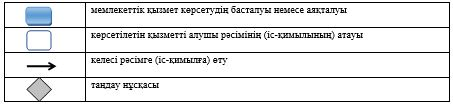 мемлекеттік қызмет көрсетудің басталуы немесе аяқталуы
көрсетілетін қызметті алушы рәсімінің (іс-қимылының) атауы
келесі рәсімге (іс-қимылға) өту
таңдау нұсқасы